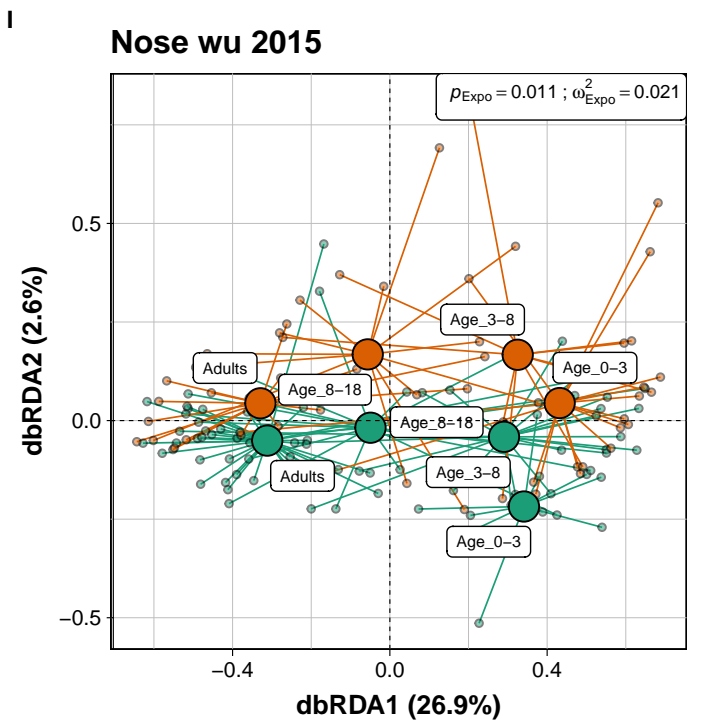 I
Nose wu 2015
pExpo = 0.011 ; ω²Expo = 0.021
Age_3–8
Age_0–3
Adults
Age_8–18
Age_8–18
Age_3–8
Adults
Age_0–3
0.5
0.0
−0.5
−0.4
0.0
0.4
dbRDA2 (2.6%)
dbRDA1 (26.9%)